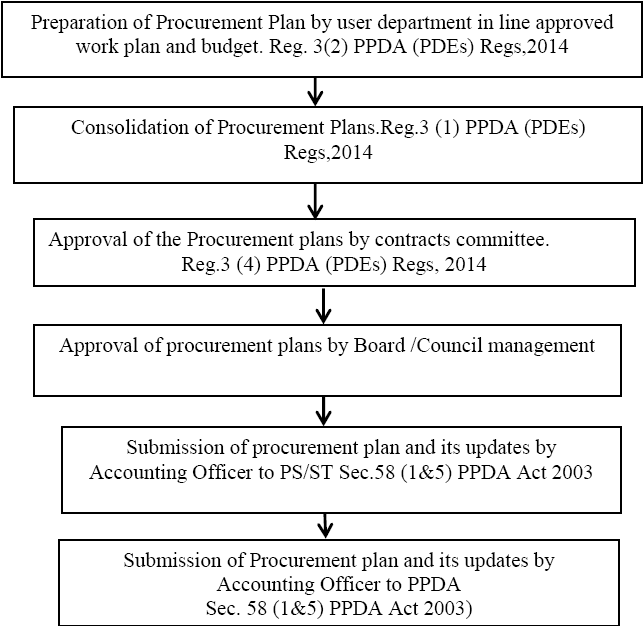 Preparation of Procurement Plan by user department in line approved
work plan and budget. Reg. 3(2) PPDA (PDEs) Regs,2014
Consolidation of Procurement Plans.Reg.3 (1) PPDA (PDEs)
Regs,2014
Approval of the Procurement plans by contracts committee.
Reg.3 (4) PPDA (PDEs) Regs, 2014
Approval of procurement plans by Board /Council management
Submission of procurement plan and its updates by
Accounting Officer to PS/ST Sec.58 (1&5) PPDA Act 2003
Submission of Procurement plan and its updates by
Accounting Officer to PPDA
Sec. 58 (1&5) PPDA Act 2003)